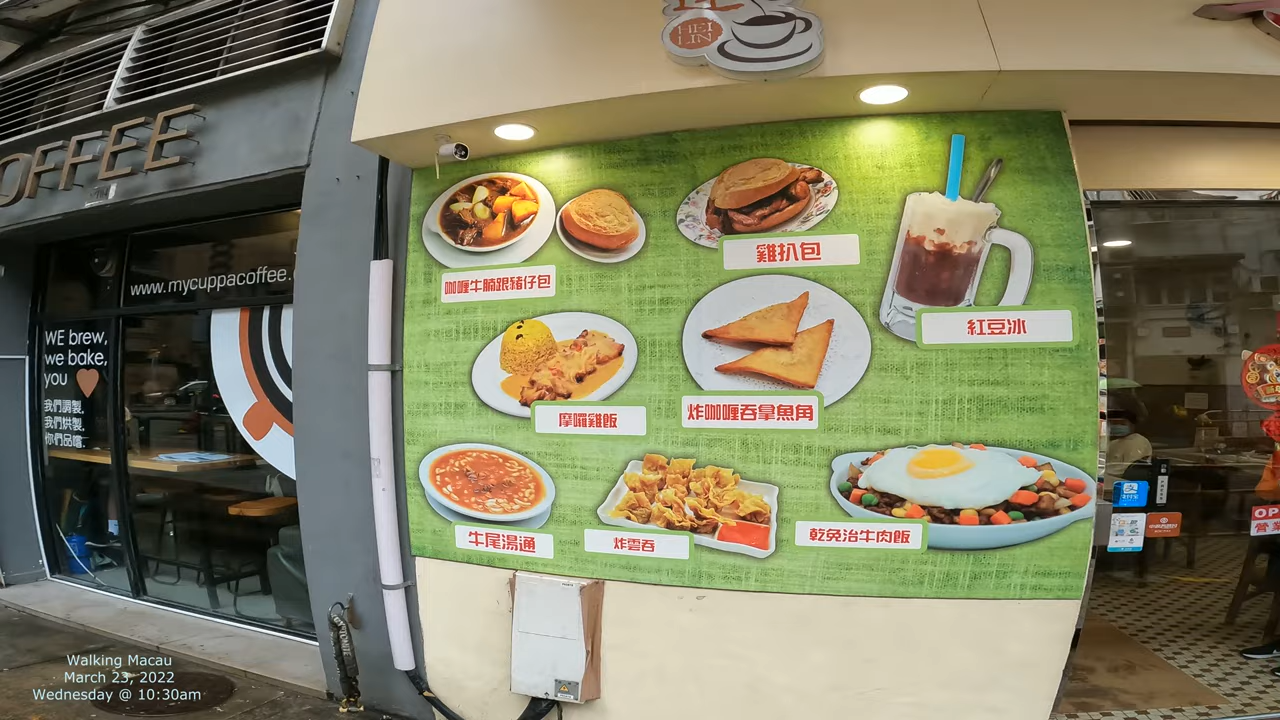 HEI
LIN
OFFEE
www.mycuppacoffee.
WE brew,
we bake,
you
我們調製,
我們烘製,
你們品嚐.
咖喱牛腩跟豬仔包
雞扒包
紅豆冰
摩囉雞飯
炸咖喱吞拿魚角
牛尾湯通
炸雲吞
乾免治牛肉飯
OP
Walking Macau
March 23, 2022
Wednesday @ 10:30am